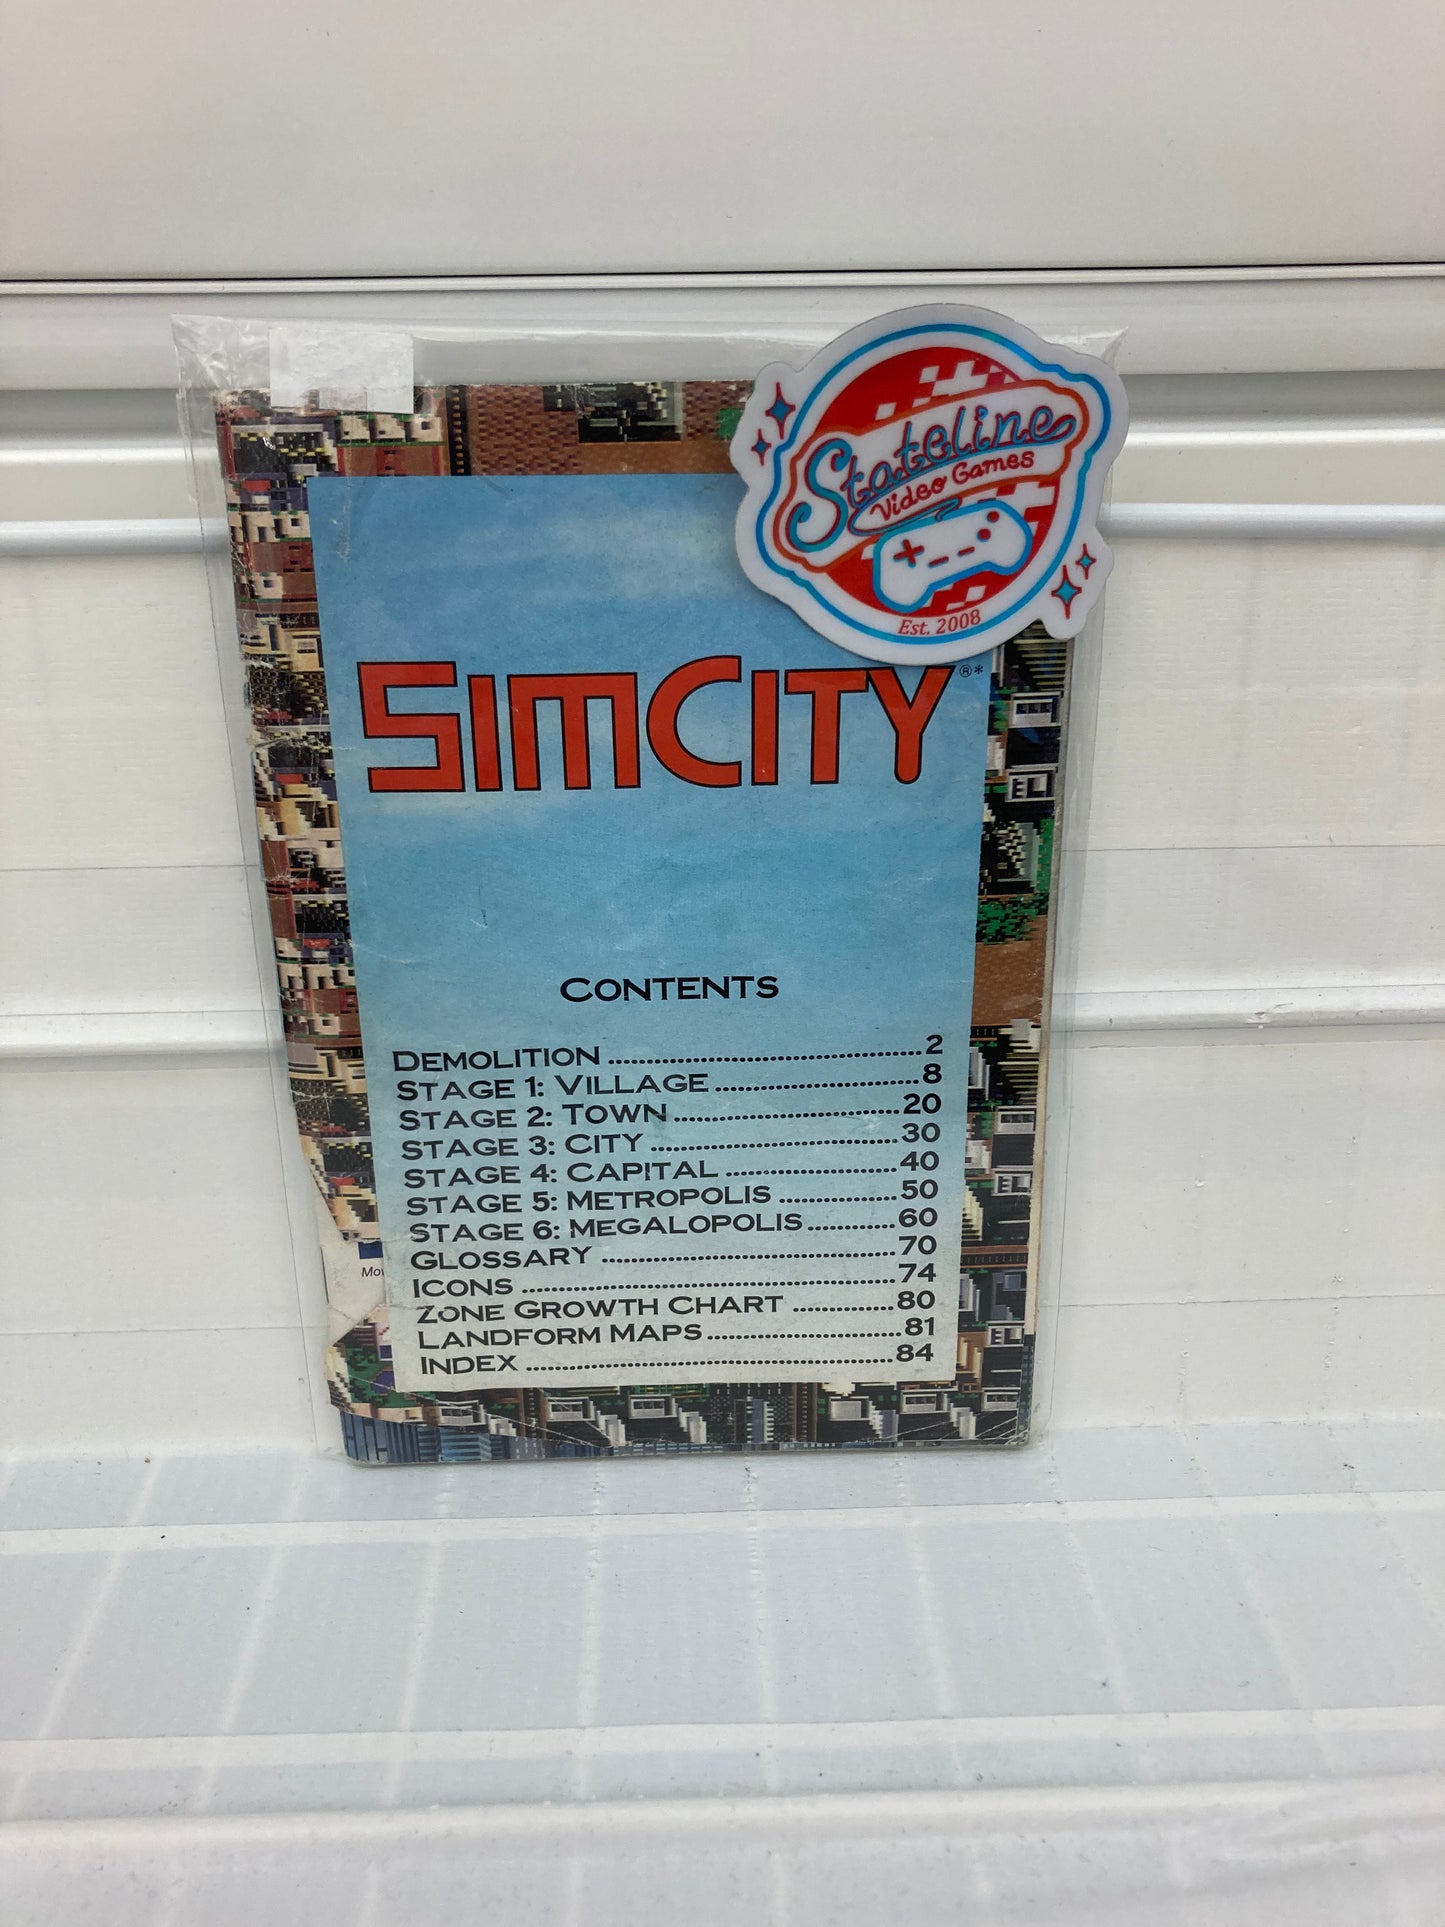 Stateline
Video Games
Est. 2008
SIMCITY®*
CONTENTS
DEMOLITION ........................................ 2
STAGE 1: VILLAGE ........................... 8
STAGE 2: TOWN .............................. 20
STAGE 3: CITY ................................. 30
STAGE 4: CAPITAL ....................... 40
STAGE 5: METROPOLIS ................ 50
STAGE 6: MEGALOPOLIS ............ 60
GLOSSARY ........................................ 70
ICONS .................................................. 74
ZONE GROWTH CHART ............. 80
LANDFORM MAPS .......................... 81
INDEX .................................................. 84